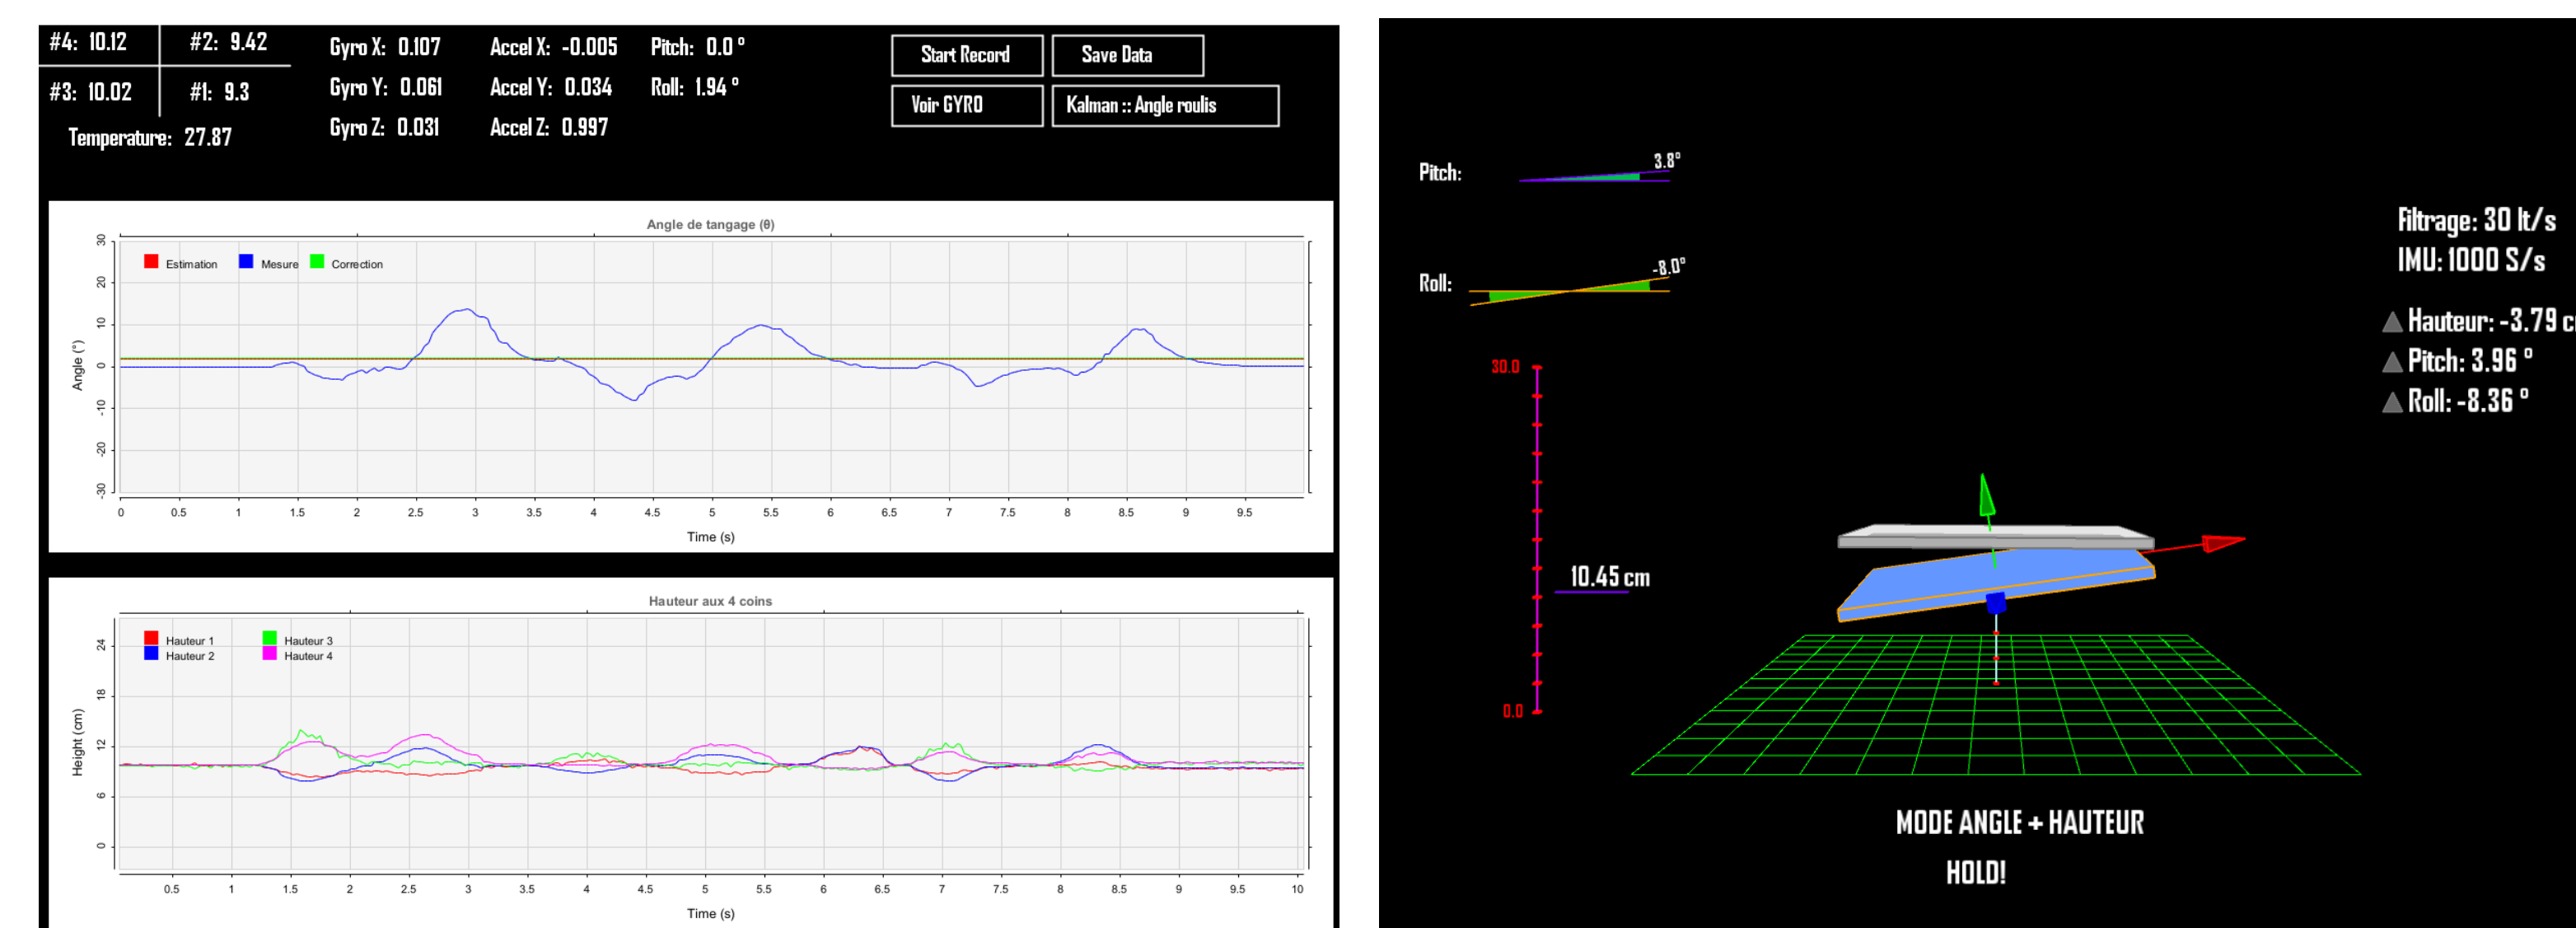 #4: 10.12 #2: 9.42
#3: 10.02 #1: 9.3
Temperature: 27.87
Gyro X: 0.107 Accel X: -0.005 Pitch: 0.0 °
Gyro Y: 0.061 Accel Y: 0.034 Roll: 1.94 °
Gyro Z: 0.031 Accel Z: 0.997
Start Record Save Data
Voir GYRO Kalman :: Angle roulis
Angle de tangage (θ)
Estimation Mesure Correction
30
20
10
0
-10
-20
-30
Angle (°)
0 0.5 1 1.5 2 2.5 3 3.5 4 4.5 5 5.5 6 6.5 7 7.5 8 8.5 9 9.5
Time (s)
Hauteur aux 4 coins
Hauteur 1 Hauteur 3
Hauteur 2 Hauteur 4
24
18
12
6
0
Height (cm)
0.5 1 1.5 2 2.5 3 3.5 4 4.5 5 5.5 6 6.5 7 7.5 8 8.5 9 9.5 10
Time (s)
Pitch: 3.8°
Roll: -8.0°
30.0
10.45 cm
0.0
Filtrage: 30 It/s
IMU: 1000 S/s
Hauteur: -3.79 c
Pitch: 3.96 °
Roll: -8.36 °
MODE ANGLE + HAUTEUR
HOLD!